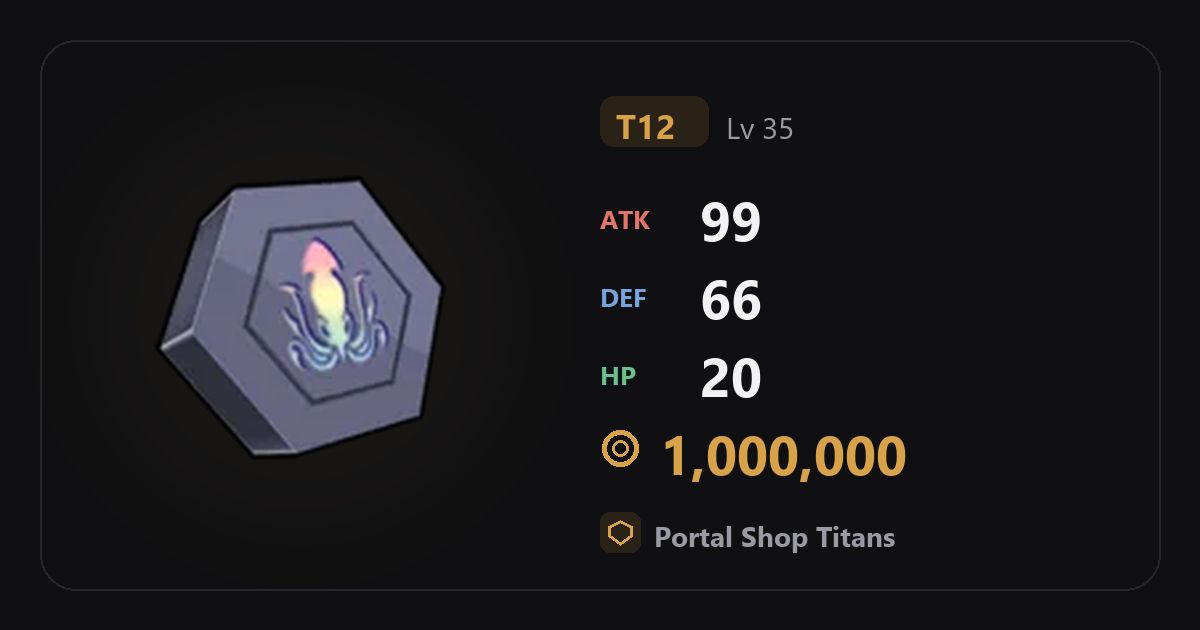 T12 Lv 35
ATK 99
DEF 66
HP 20
1,000,000
Portal Shop Titans